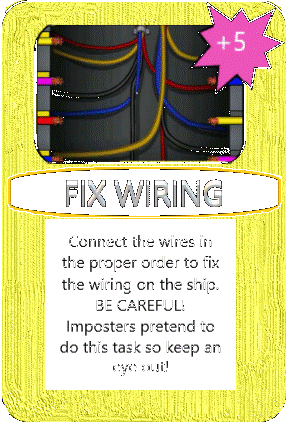 +5
FIX WIRING
Connect the wires in
the proper order to fix
the wiring on the ship.
BE CAREFUL!
Imposters pretend to
do this task so keep an
eye out!